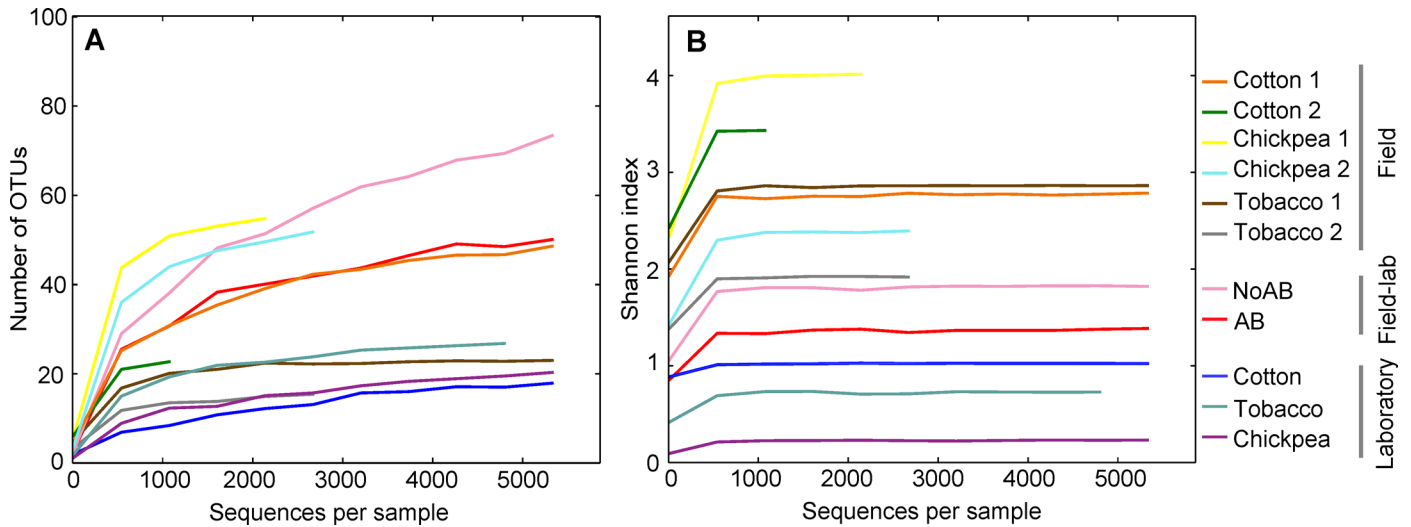 A
100
80
60
40
20
0
Number of OTUs
0 1000 2000 3000 4000 5000
Sequences per sample
B
4
3
2
1
0
Shannon index
0 1000 2000 3000 4000 5000
Sequences per sample
Cotton 1
Cotton 2
Chickpea 1
Chickpea 2
Tobacco 1
Tobacco 2
Field
NoAB
AB
Field-lab
Cotton
Tobacco
Chickpea
Laboratory